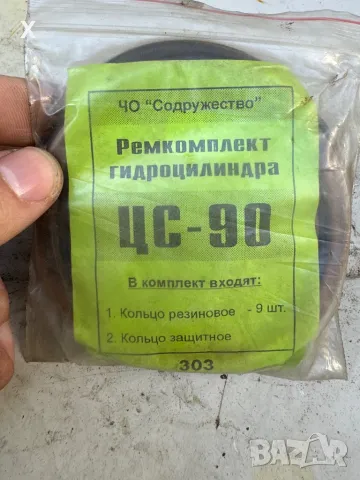 ЧО "Содружество"
Ремкомплект
гидроцилиндра
ЦС-90
В комплект входят:
1. Кольцо резиновое - 9 шт.
2. Кольцо защитное
303
x
BAZAR